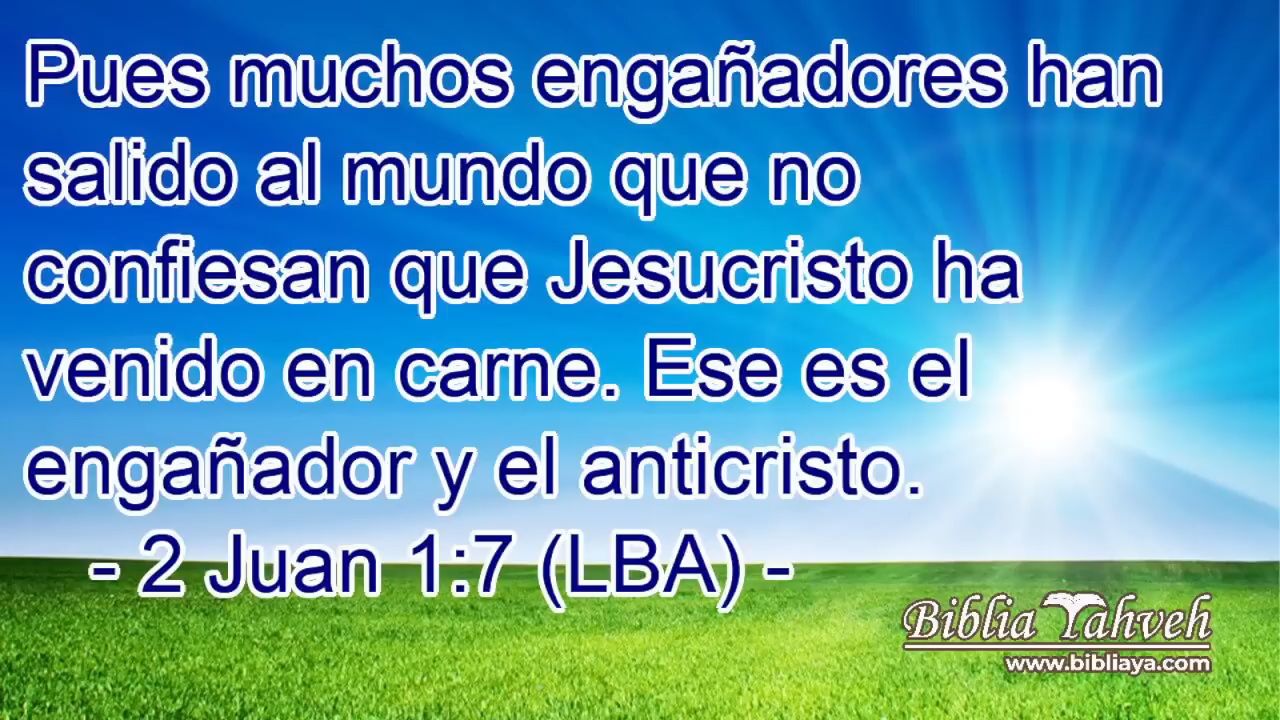 Pues muchos engañadores han
salido al mundo que no
confiesan que Jesucristo ha
venido en carne. Ese es el
engañador y el anticristo.
- 2 Juan 1:7 (LBA) -
Biblia Yahveh
www.bibliaya.com